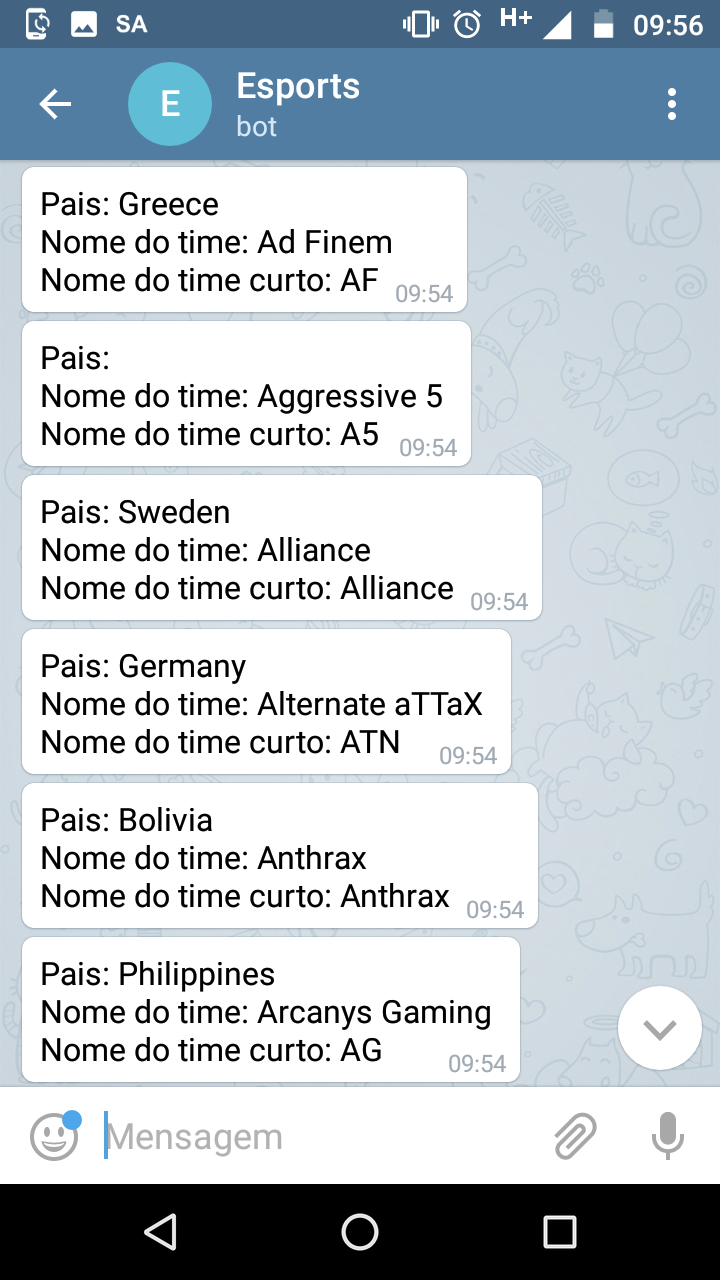 SA
H+
09:56
E
Esports
bot
Pais: Greece
Nome do time: Ad Finem
Nome do time curto: AF 09:54
Pais:
Nome do time: Aggressive 5
Nome do time curto: A5 09:54
Pais: Sweden
Nome do time: Alliance
Nome do time curto: Alliance 09:54
Pais: Germany
Nome do time: Alternate aTTaX
Nome do time curto: ATN 09:54
Pais: Bolivia
Nome do time: Anthrax
Nome do time curto: Anthrax 09:54
Pais: Philippines
Nome do time: Arcanys Gaming
Nome do time curto: AG 09:54
Mensagem